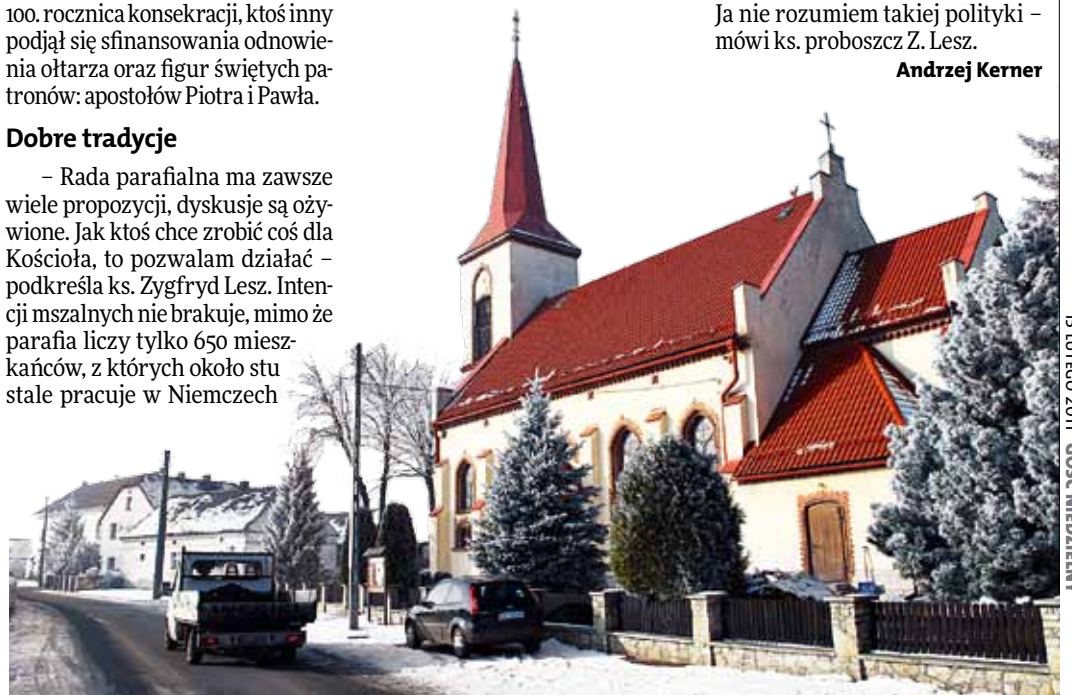 100. rocznica konsekracji, ktoś inny
podjął się sfinansowania odnowie-
nia ołtarza oraz figur świętych pa-
tronów: apostołów Piotra i Pawła.
Dobre tradycje
– Rada parafialna ma zawsze
wiele propozycji, dyskusje są oży-
wione. Jak ktoś chce zrobić coś dla
Kościoła, to pozwalam działać –
podkreśla ks. Zygfryd Lesz. Inten-
cji mszalnych nie brakuje, mimo że
parafia liczy tylko 650 miesz-
kańców, z których około stu
stale pracuje w Niemczech
Ja nie rozumiem takiej polityki –
mówi ks. proboszcz Z. Lesz.
Andrzej Kerner
LUTEGO 2011 GOŚĆ NIEDZIELNY